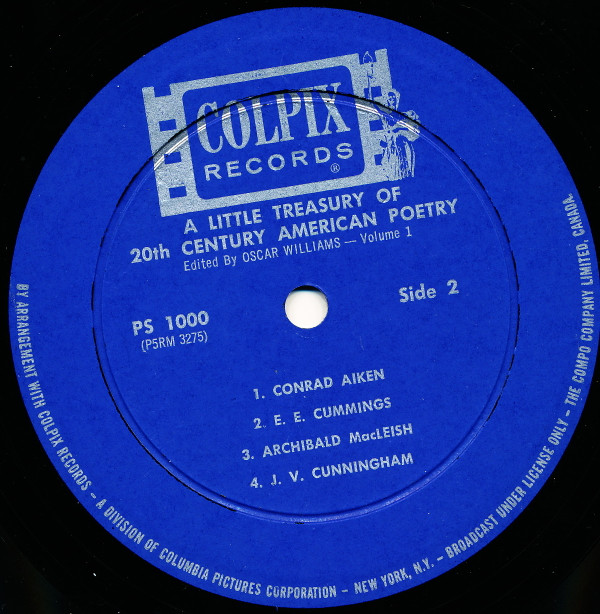 COLPIX
RECORDS
®
A LITTLE TREASURY OF
20th CENTURY AMERICAN POETRY
Edited By OSCAR WILLIAMS — Volume 1
PS 1000
(P5RM 3275)
Side 2
1. CONRAD AIKEN
2. E. E. CUMMINGS
3. ARCHIBALD MacLEISH
4. J. V. CUNNINGHAM
BY ARRANGEMENT WITH COLPIX RECORDS – A DIVISION OF COLUMBIA PICTURES CORPORATION – NEW YORK, N.Y. – BROADCAST UNDER LICENSE ONLY – THE COMPO COMPANY LIMITED, CANADA.